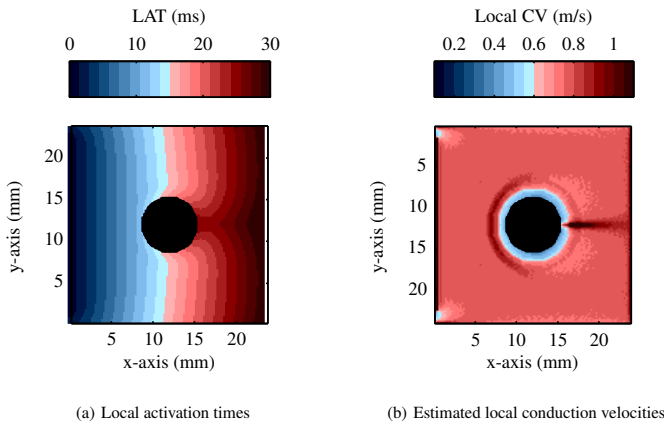 LAT (ms)
0 10 20 30
y-axis (mm)
20
15
10
5
5 10 15 20
x-axis (mm)
(a) Local activation times
Local CV (m/s)
0.2 0.4 0.6 0.8 1
y-axis (mm)
5
10
15
20
5 10 15 20
x-axis (mm)
(b) Estimated local conduction velocities